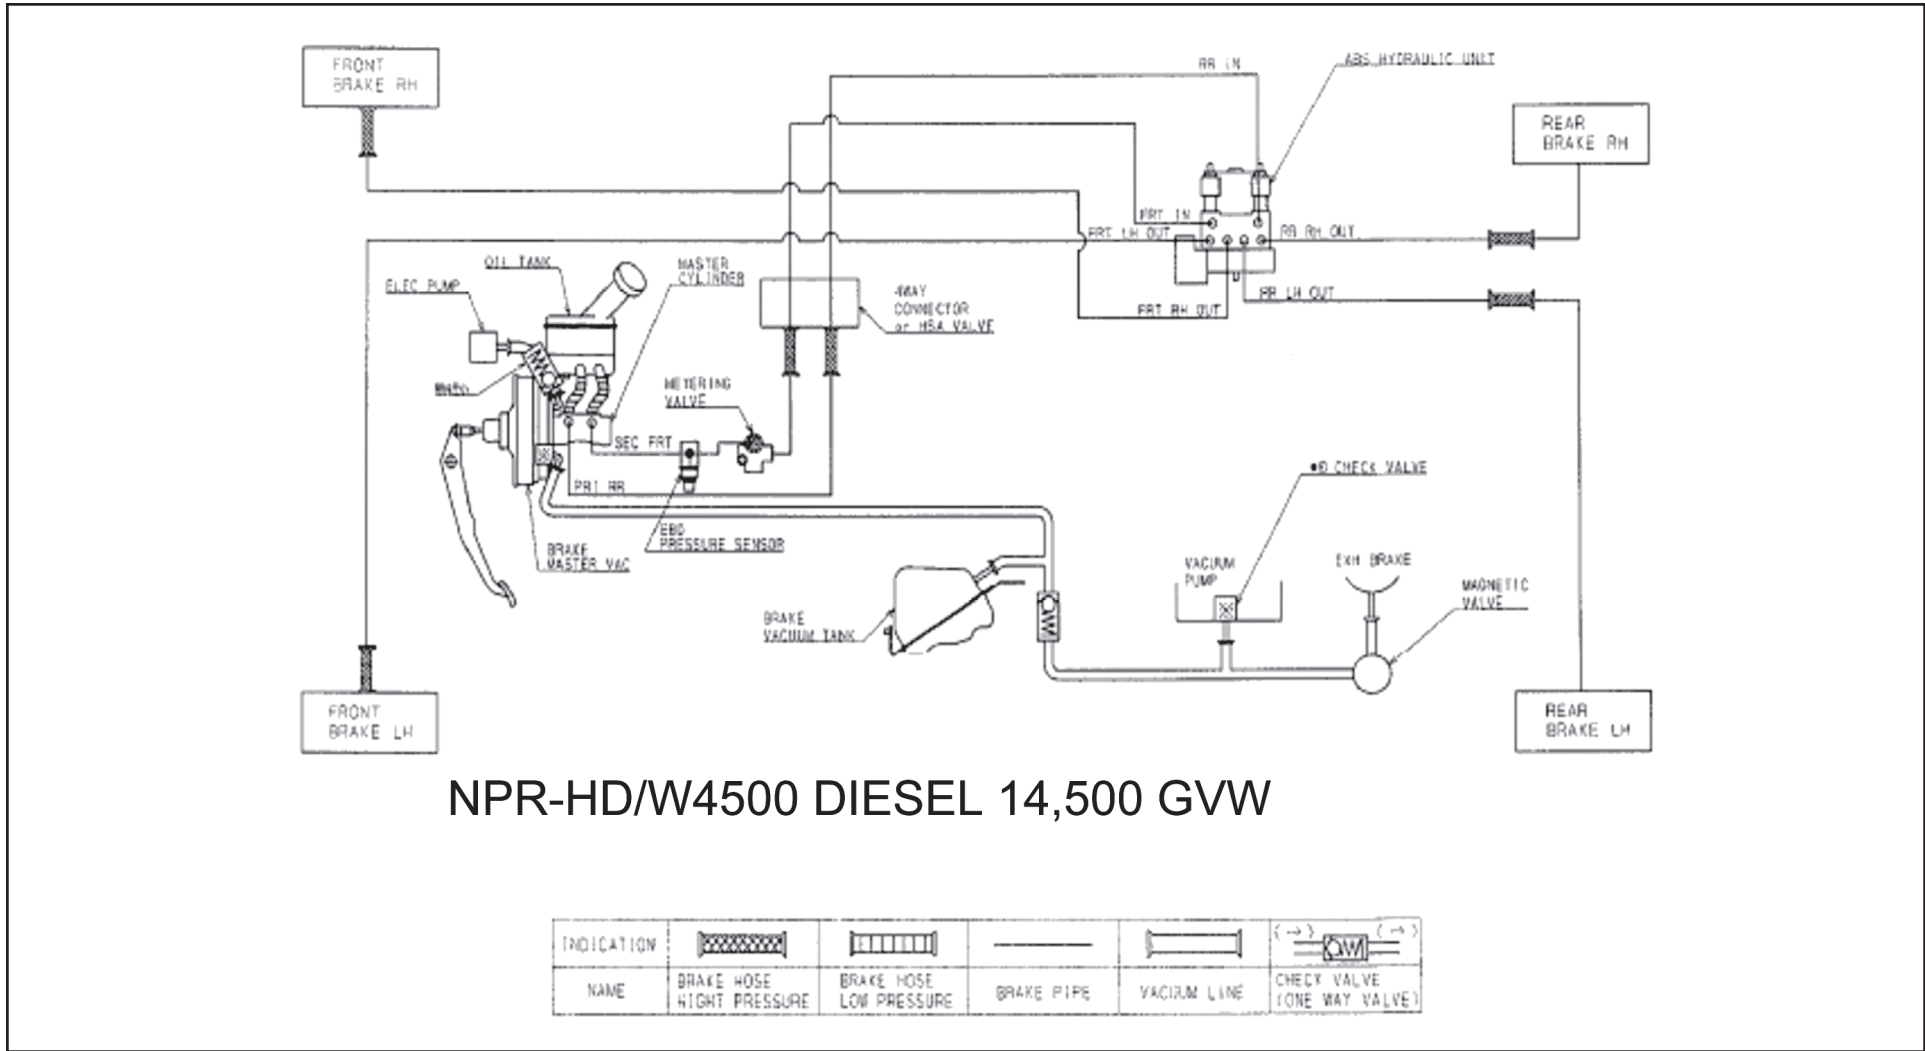 FRONT
BRAKE RH
RR IN
ABS HYDRAULIC UNIT
REAR
BRAKE RH
FRT IN
FRT LH OUT
RR RH OUT
OIL TANK
MASTER
CYLINDER
ELEC PUMP
4WAY
CONNECTOR
or HSA VALVE
RR LH OUT
FRT RH OUT
METERING
VALVE
SEC FRT
CHECK VALVE
PRI RR
EBD
PRESSURE SENSOR
BRAKE
MASTER VAC
VACUUM
PUMP
EXH BRAKE
MAGNETIC
VALVE
BRAKE
VACUUM TANK
FRONT
BRAKE LH
REAR
BRAKE LH
NPR-HD/W4500 DIESEL 14,500 GVW
INDICATION
(→) (→)
NAME
BRAKE HOSE
HIGHT PRESSURE
BRAKE HOSE
LOW PRESSURE
BRAKE PIPE
VACUUM LINE
CHECK VALVE
(ONE WAY VALVE)